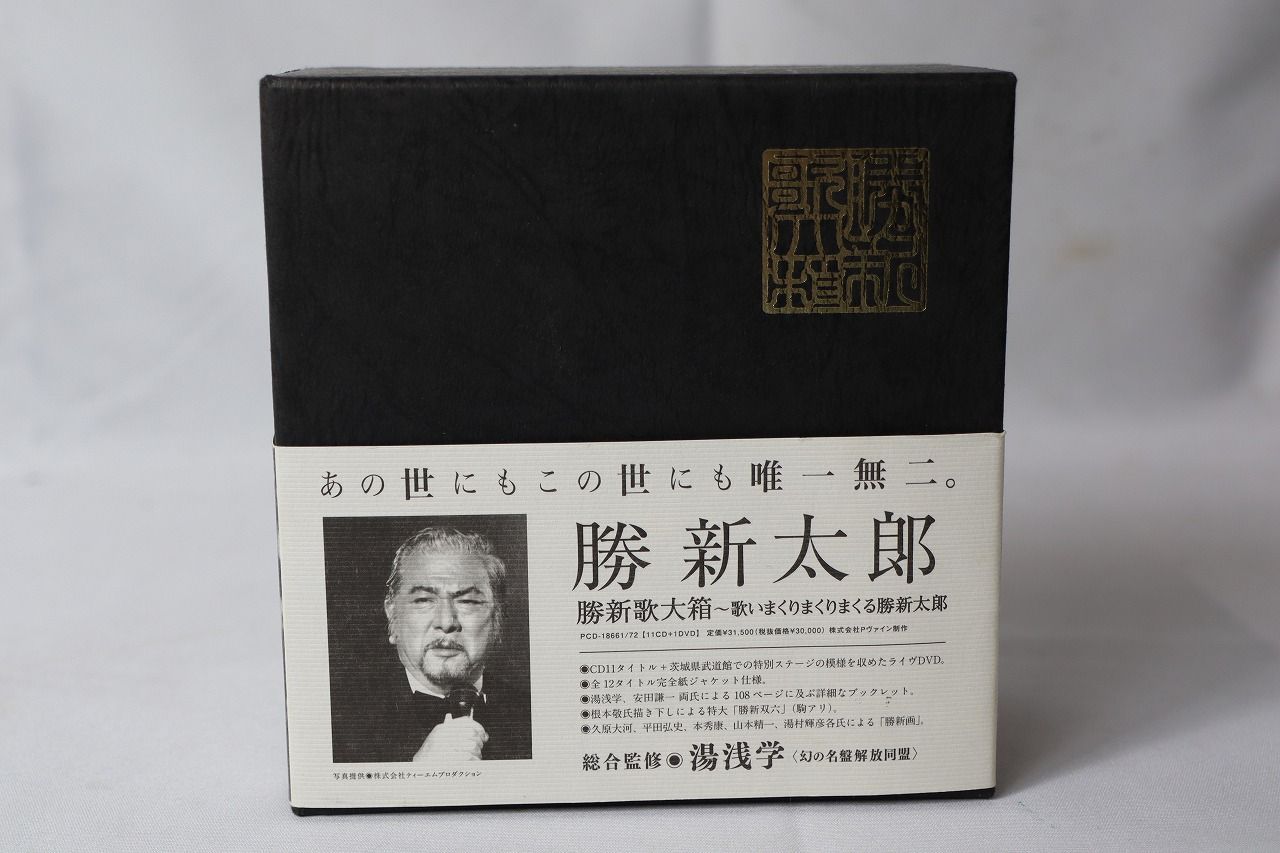 勝新歌大箱
あの世にもこの世にも唯一無二。
勝新太郎
勝新歌大箱～歌いまくりまくりまくる勝新太郎
PCD-18661/72【11CD+1DVD】 定価¥31,500(税抜価格¥30,000) 株式会社Pヴァイン制作
◉CD11タイトル＋茨城県武道館での特別ステージの模様を収めたライヴDVD。
◉全12タイトル完全紙ジャケット仕様。
◉湯浅学、安田謙一 両氏による108ページに及ぶ詳細なブックレット。
◉根本敬氏描き下しによる特大「勝新双六」(駒アリ)。
◉久原大河、平田弘史、本秀康、山本精一、湯村輝彦各氏による「勝新画」。
総合監修◉湯浅学〈幻の名盤解放同盟〉
写真提供◉株式会社ティーエムプロダクション